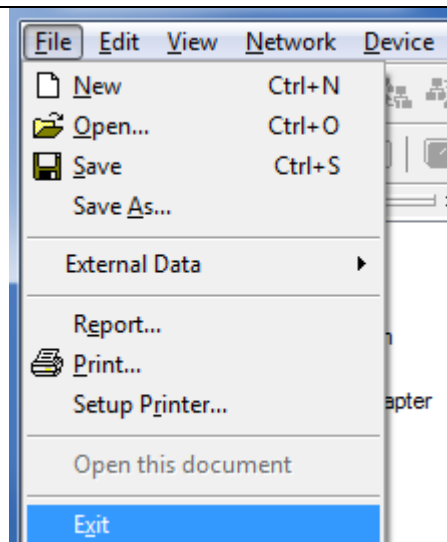 File Edit View Network Device
New Ctrl+N
Open... Ctrl+O
Save Ctrl+S
Save As...
External Data
Report...
Print...
Setup Printer...
apter
Open this document
Exit